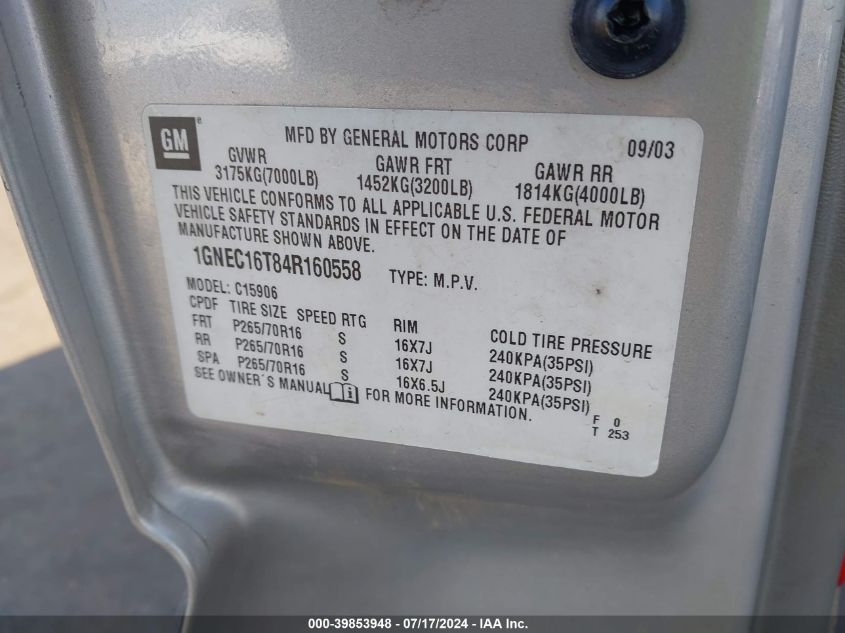 GM
MFD BY GENERAL MOTORS CORP 09/03
GVWR GAWR FRT GAWR RR
3175KG(7000LB) 1452KG(3200LB) 1814KG(4000LB)
THIS VEHICLE CONFORMS TO ALL APPLICABLE U.S. FEDERAL MOTOR
VEHICLE SAFETY STANDARDS IN EFFECT ON THE DATE OF
MANUFACTURE SHOWN ABOVE.
1GNEC16T84R160558 TYPE: M.P.V.
MODEL: C15906
CPDF TIRE SIZE SPEED RTG RIM COLD TIRE PRESSURE
FRT P265/70R16 S 16X7J 240KPA(35PSI)
RR P265/70R16 S 16X7J 240KPA(35PSI)
SPA P265/70R16 S 16X6.5J 240KPA(35PSI)
SEE OWNER'S MANUAL FOR MORE INFORMATION.
F 0
T 253
000-39853948 - 07/17/2024 - IAA Inc.